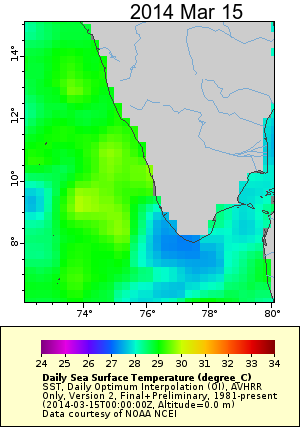 2014 Mar 15
14°
12°
10°
8°
74° 76° 78° 80°
24 25 26 27 28 29 30 31 32 33 34
Daily Sea Surface Temperature (degree_C)
SST, Daily Optimum Interpolation (OI), AVHRR
Only, Version 2, Final+Preliminary, 1981-present
(2014-03-15T00:00:00Z, Altitude=0.0 m)
Data courtesy of NOAA NCEI